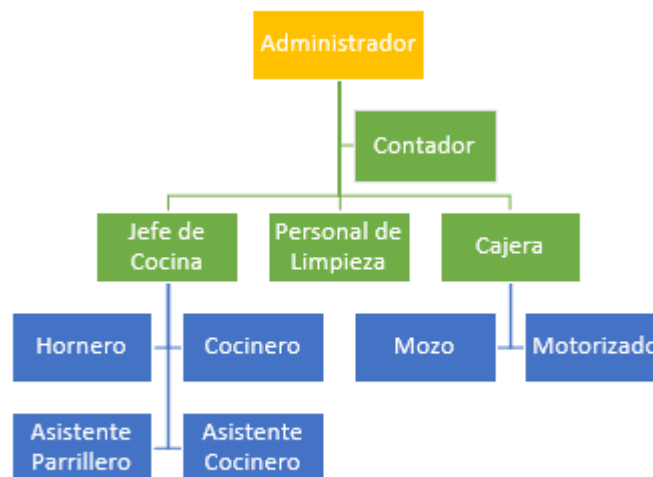 Administrador
Contador
Jefe de
Cocina
Personal de
Limpieza
Cajera
Hornero
Cocinero
Mozo
Motorizado
Asistente
Parrillero
Asistente
Cocinero